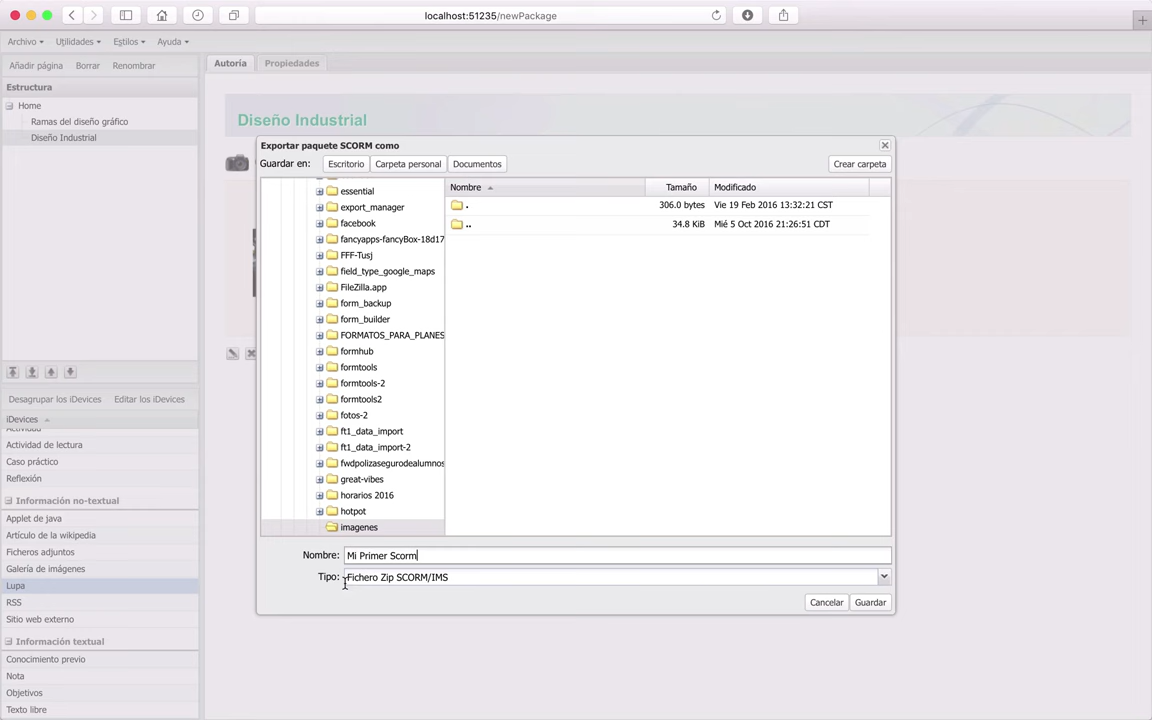 localhost:51235/newPackage
Archivo Utilidades Estilos Ayuda
Añadir página Borrar Renombrar
Autoría Propiedades
Estructura
Home
Ramas del diseño gráfico
Diseño Industrial
Diseño Industrial
Exportar paquete SCORM como
Guardar en: Escritorio Carpeta personal Documentos Crear carpeta
Nombre Tamaño Modificado
. 306.0 bytes Vie 19 Feb 2016 13:32:21 CST
.. 34.8 KiB Mié 5 Oct 2016 21:26:51 CDT
essential
export_manager
facebook
fancyapps-fancyBox-18d17
FFF-Tusj
field_type_google_maps
FileZilla.app
form_backup
form_builder
FORMATOS_PARA_PLANES
formhub
formtools
formtools-2
formtools2
fotos-2
ft1_data_import
ft1_data_import-2
fwdpolizasegurodealumnos
great-vibes
horarios 2016
hotpot
imagenes
Nombre: Mi Primer Scorm
Tipo: Fichero Zip SCORM/IMS
Cancelar Guardar
Desagrupar los iDevices Editar los iDevices
iDevices
Actividad
Actividad de lectura
Caso práctico
Reflexión
Información no-textual
Applet de java
Artículo de la wikipedia
Ficheros adjuntos
Galería de imágenes
Lupa
RSS
Sitio web externo
Información textual
Conocimiento previo
Nota
Objetivos
Texto libre